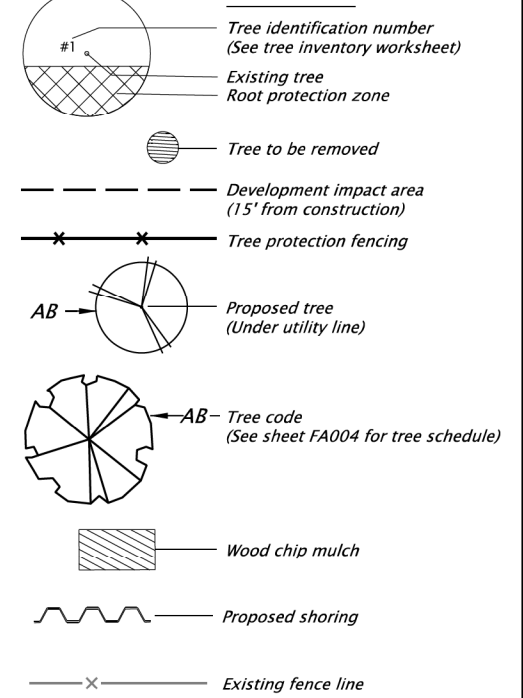 Tree identification number
#1
(See tree inventory worksheet)
Existing tree
Root protection zone
Tree to be removed
Development impact area
(15' from construction)
Tree protection fencing
AB
Proposed tree
(Under utility line)
AB
Tree code
(See sheet FA004 for tree schedule)
Wood chip mulch
Proposed shoring
Existing fence line